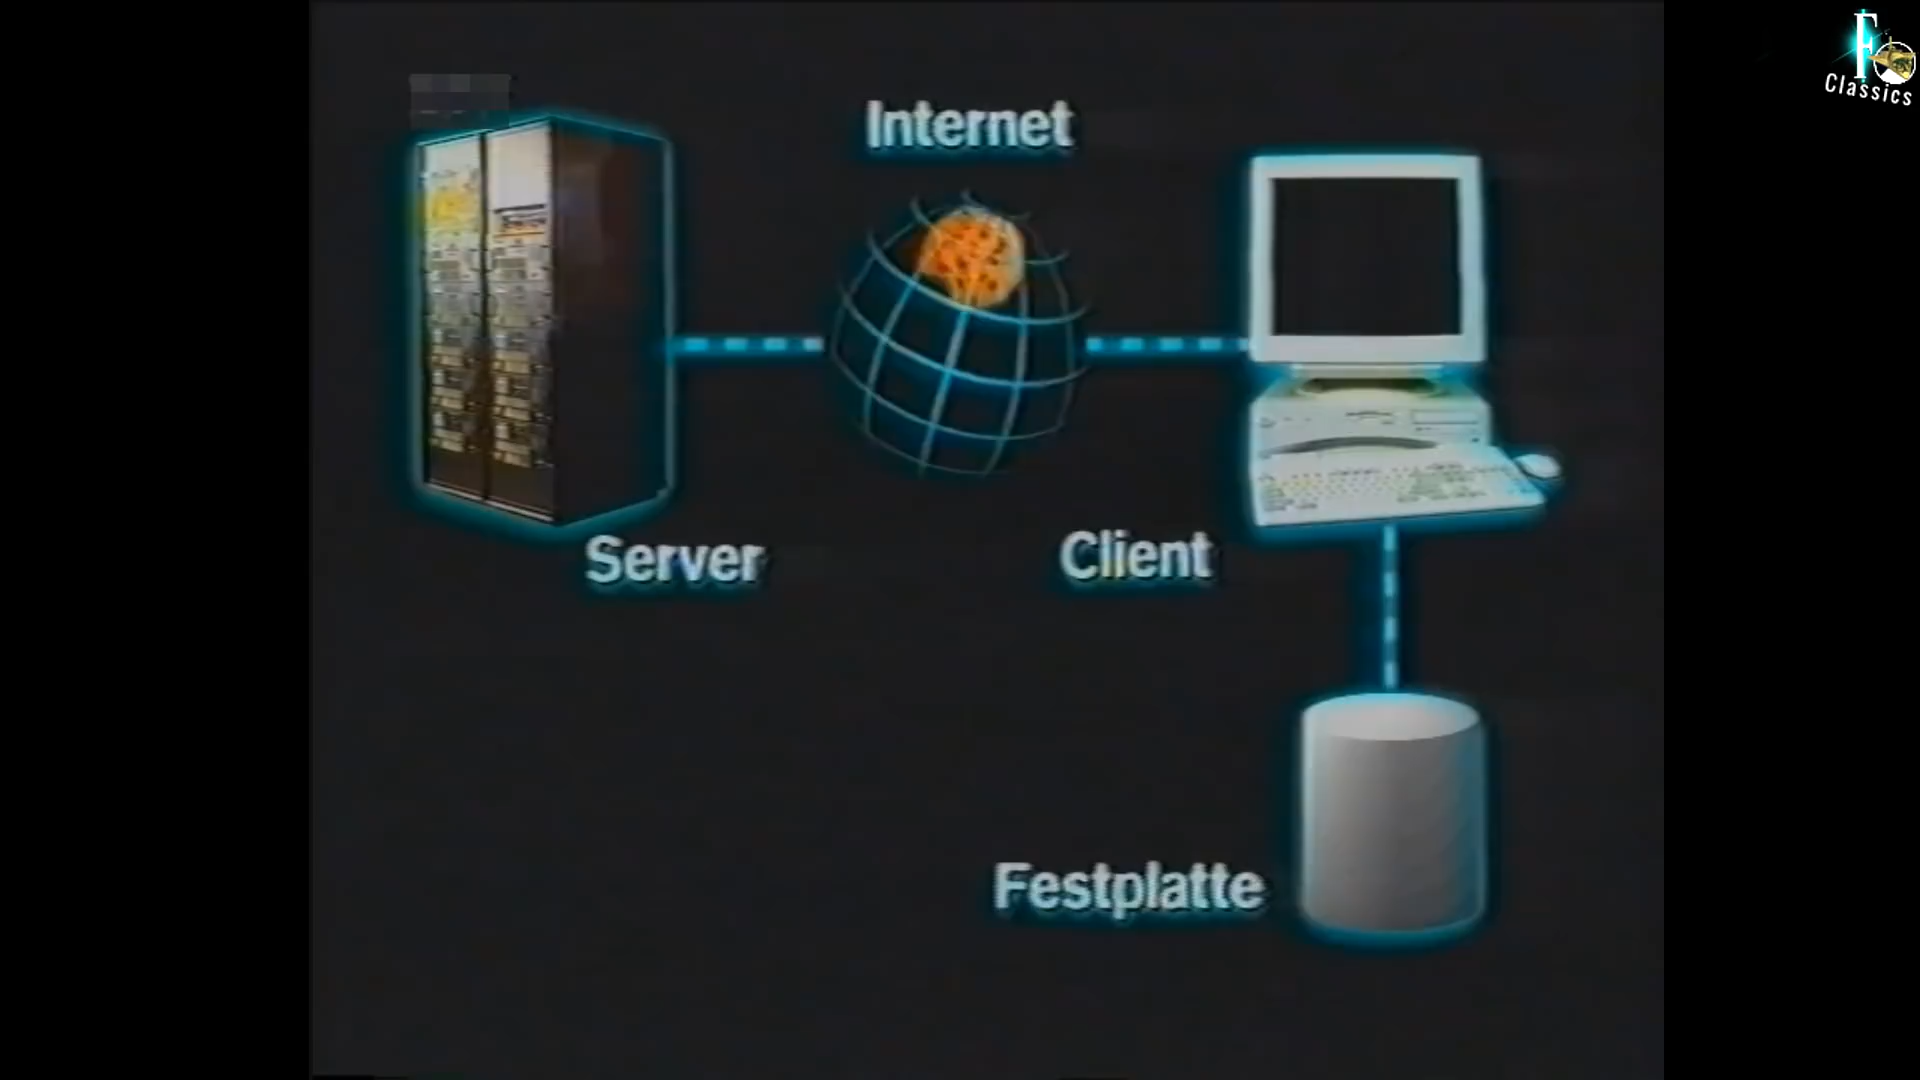 F
Classics
Internet
Server
Client
Festplatte